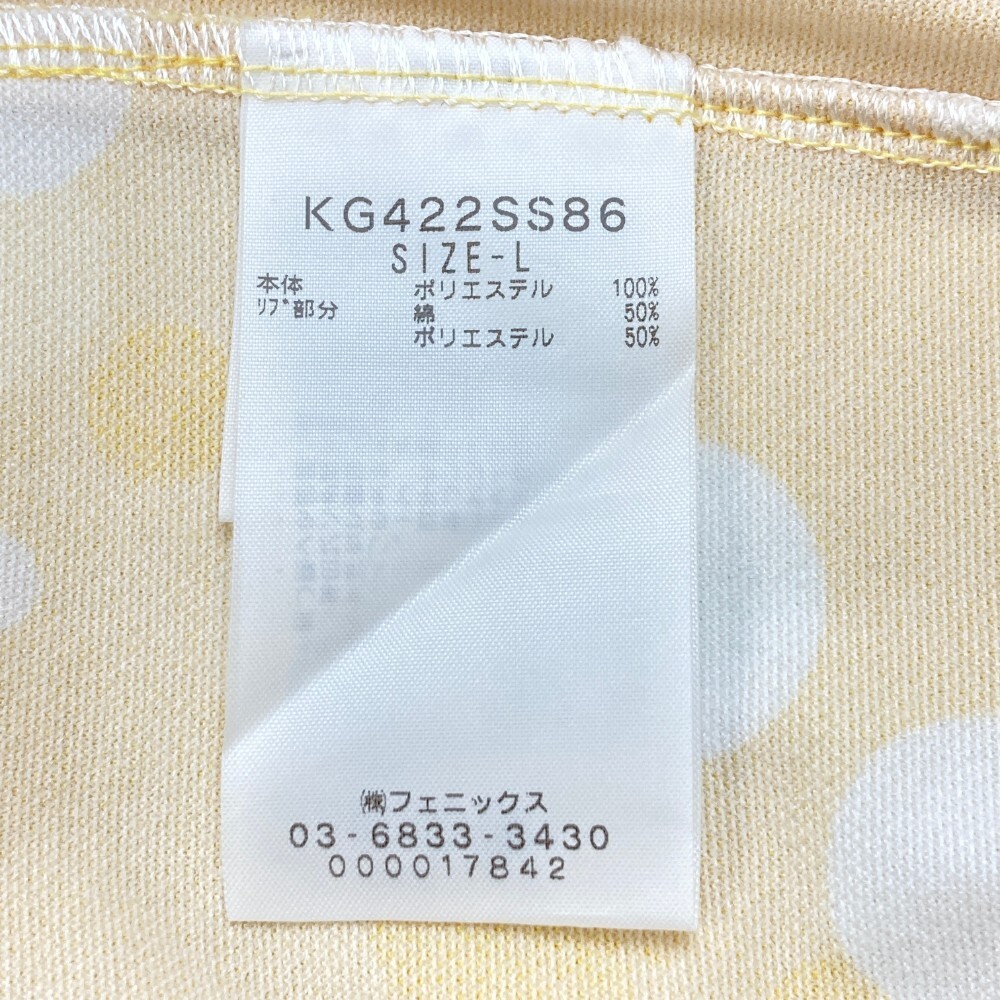 KG422SS86
SIZE-L
本体 ポリエステル 100%
ﾘﾌﾞ部分 綿 50%
ポリエステル 50%
㈱フェニックス
03-6833-3430
000017842